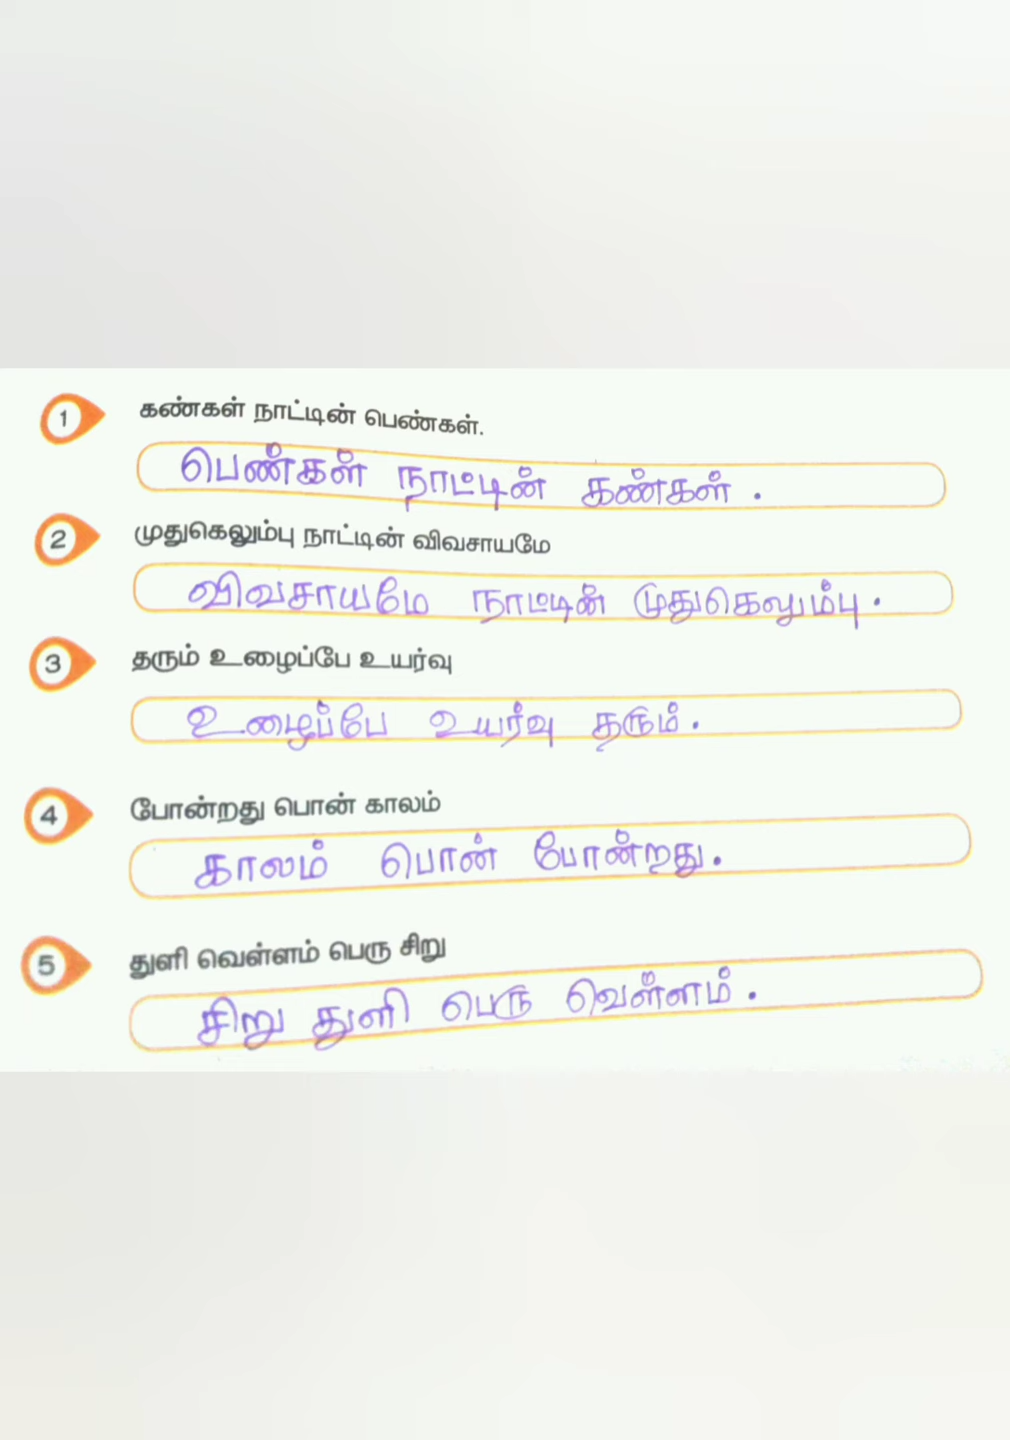 1 கண்கள் நாட்டின் பெண்கள்.
பெண்கள் நாட்டின் கண்கள்.
2 முதுகெலும்பு நாட்டின் விவசாயமே
விவசாயமே நாட்டின் முதுகெலும்பு.
3 தரும் உழைப்பே உயர்வு
உழைப்பே உயர்வு தரும்.
4 போன்றது பொன் காலம்
காலம் பொன் போன்றது.
5 துளி வெள்ளம் பெரு சிறு
சிறு துளி பெரு வெள்ளம்.